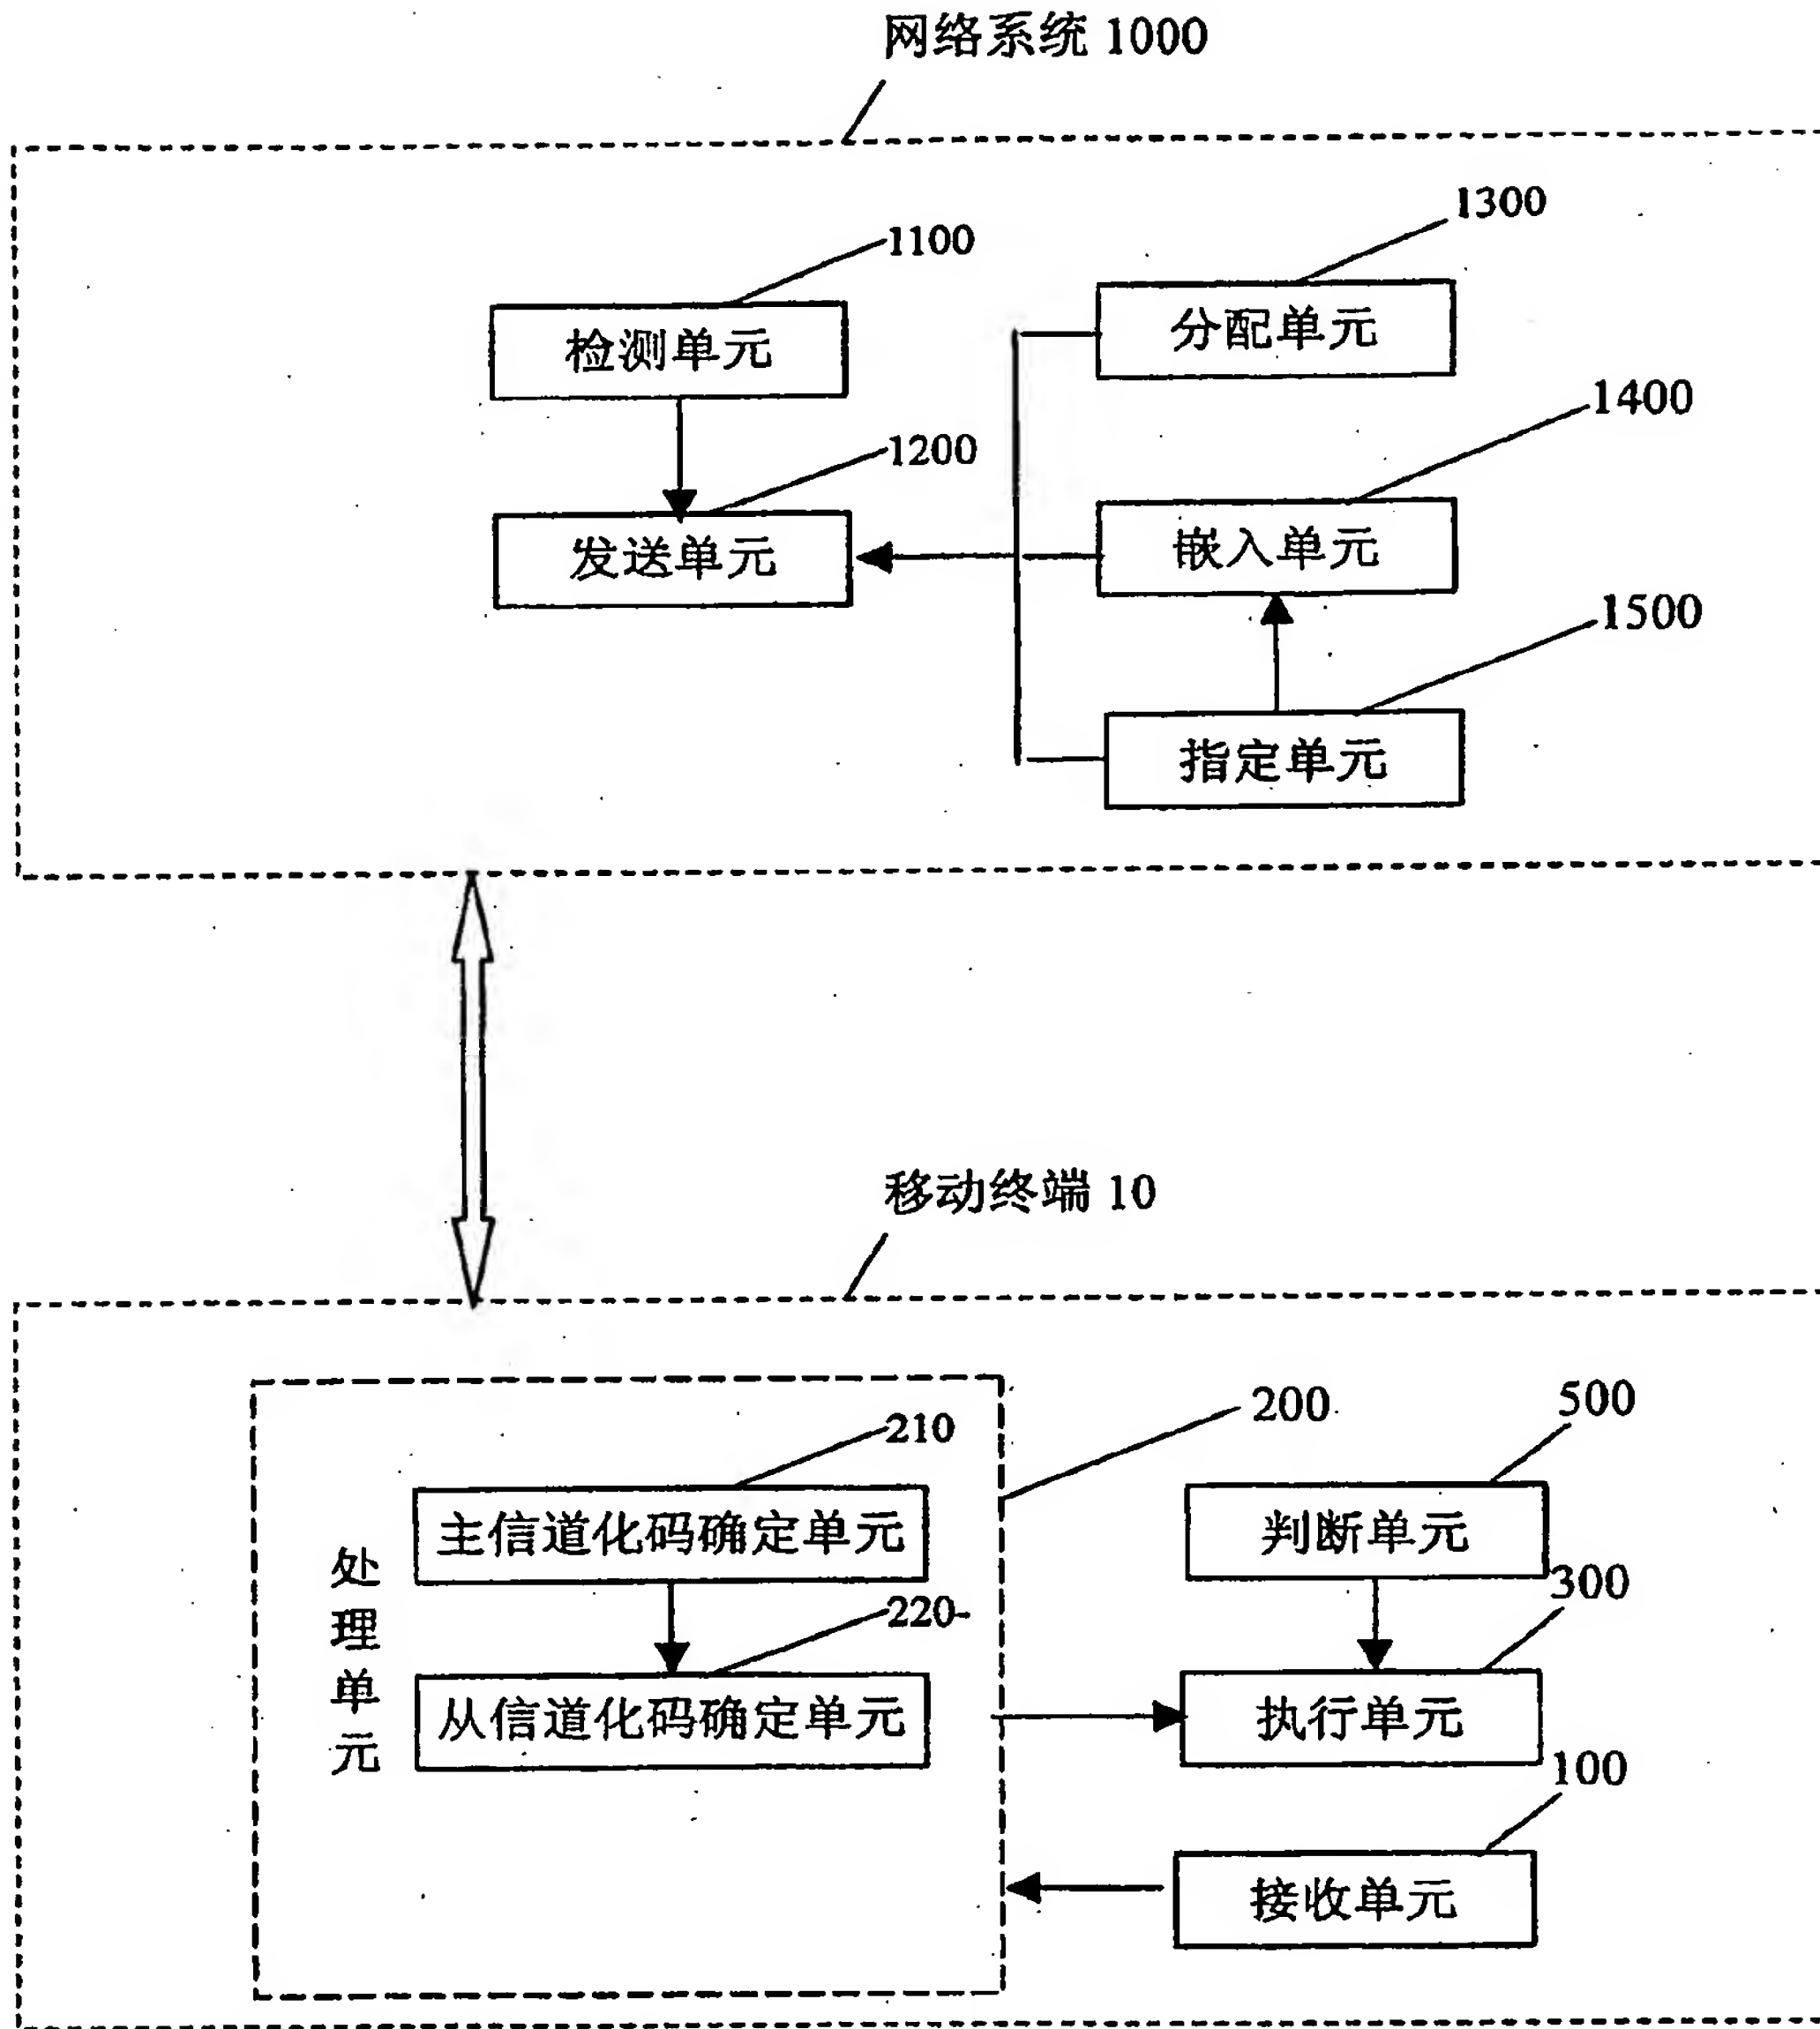 网络系统 1000
1300
1100
分配单元
检测单元
1400
1200
嵌入单元
发送单元
1500
指定单元
移动终端 10
200
500
210
主信道化码确定单元
判断单元
处理单元
300
220
从信道化码确定单元
执行单元
100
接收单元